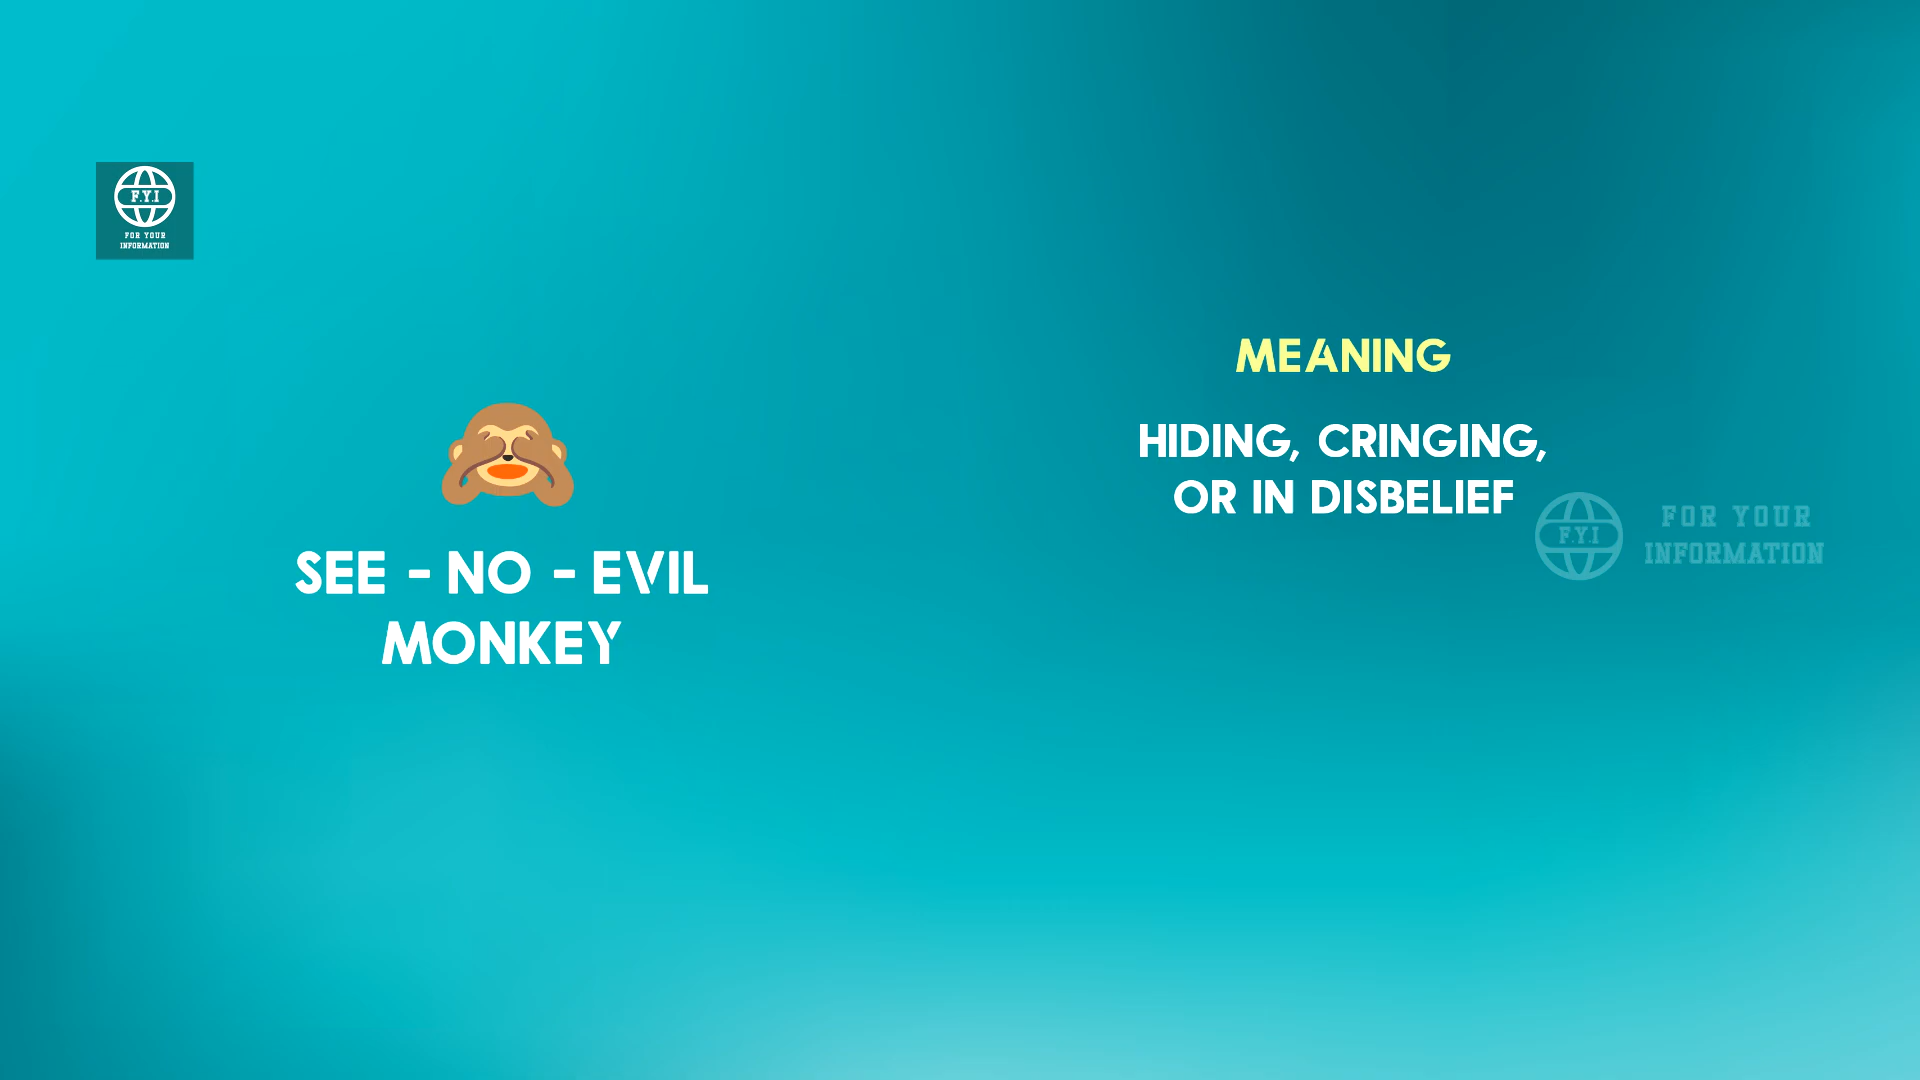 F.Y.I
FOR YOUR
INFORMATION
SEE - NO - EVIL
MONKEY
MEANING
HIDING, CRINGING,
OR IN DISBELIEF
F.Y.I
FOR YOUR
INFORMATION